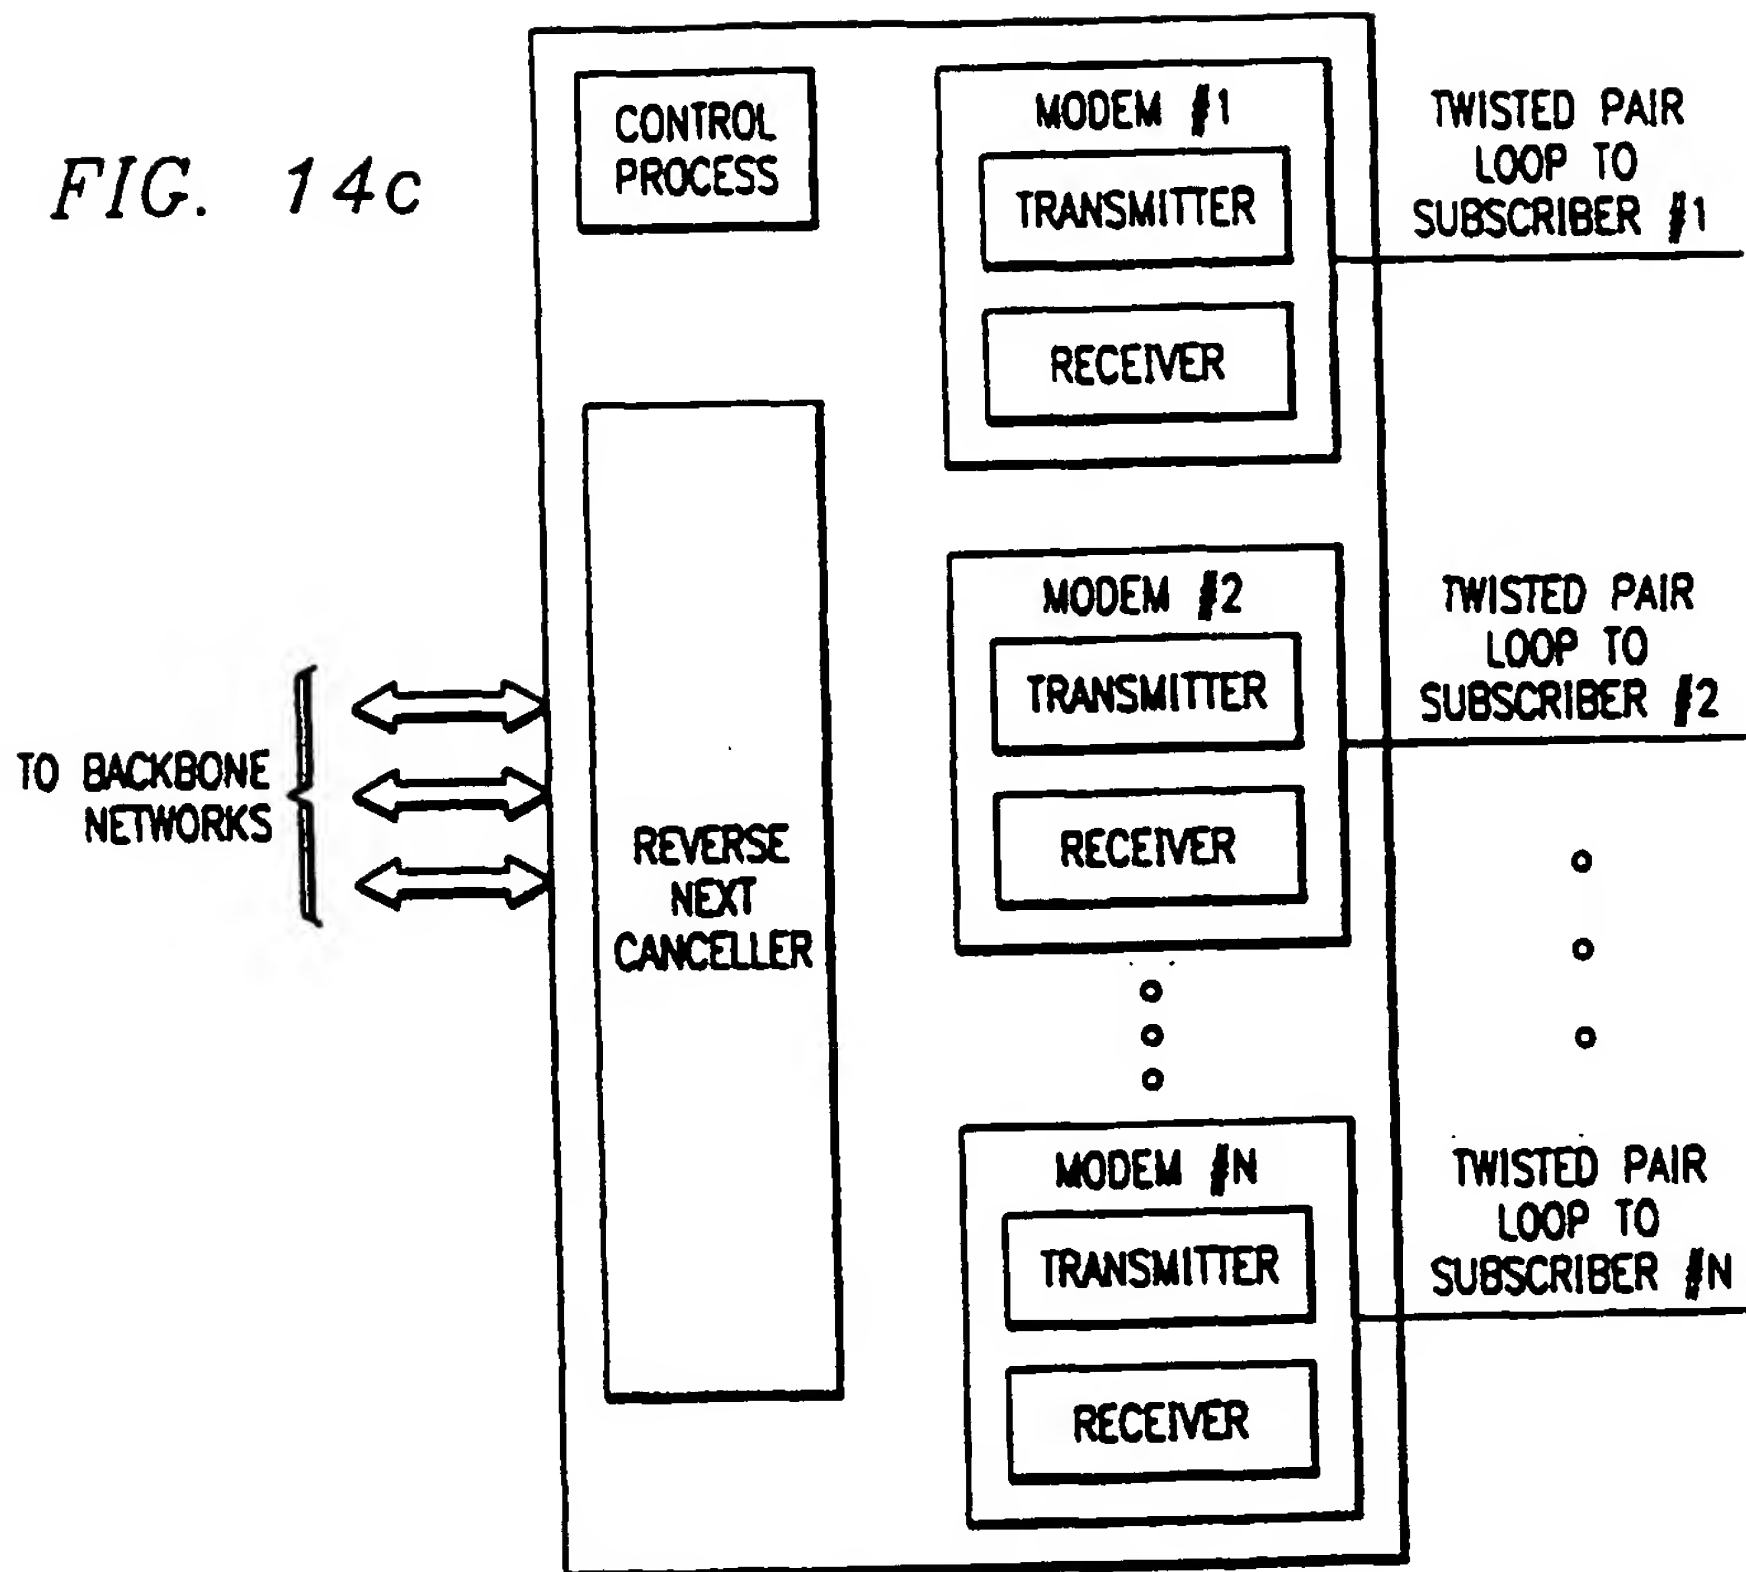 FIG. 14c
CONTROL
PROCESS
MODEM #1
TRANSMITTER
RECEIVER
TWISTED PAIR
LOOP TO
SUBSCRIBER #1
MODEM #2
TRANSMITTER
RECEIVER
TWISTED PAIR
LOOP TO
SUBSCRIBER #2
TO BACKBONE
NETWORKS
REVERSE
NEXT
CANCELLER
MODEM #N
TRANSMITTER
RECEIVER
TWISTED PAIR
LOOP TO
SUBSCRIBER #N